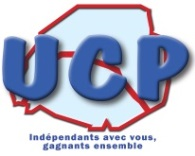 UCP
Indépendants avec vous,
gagnants ensemble